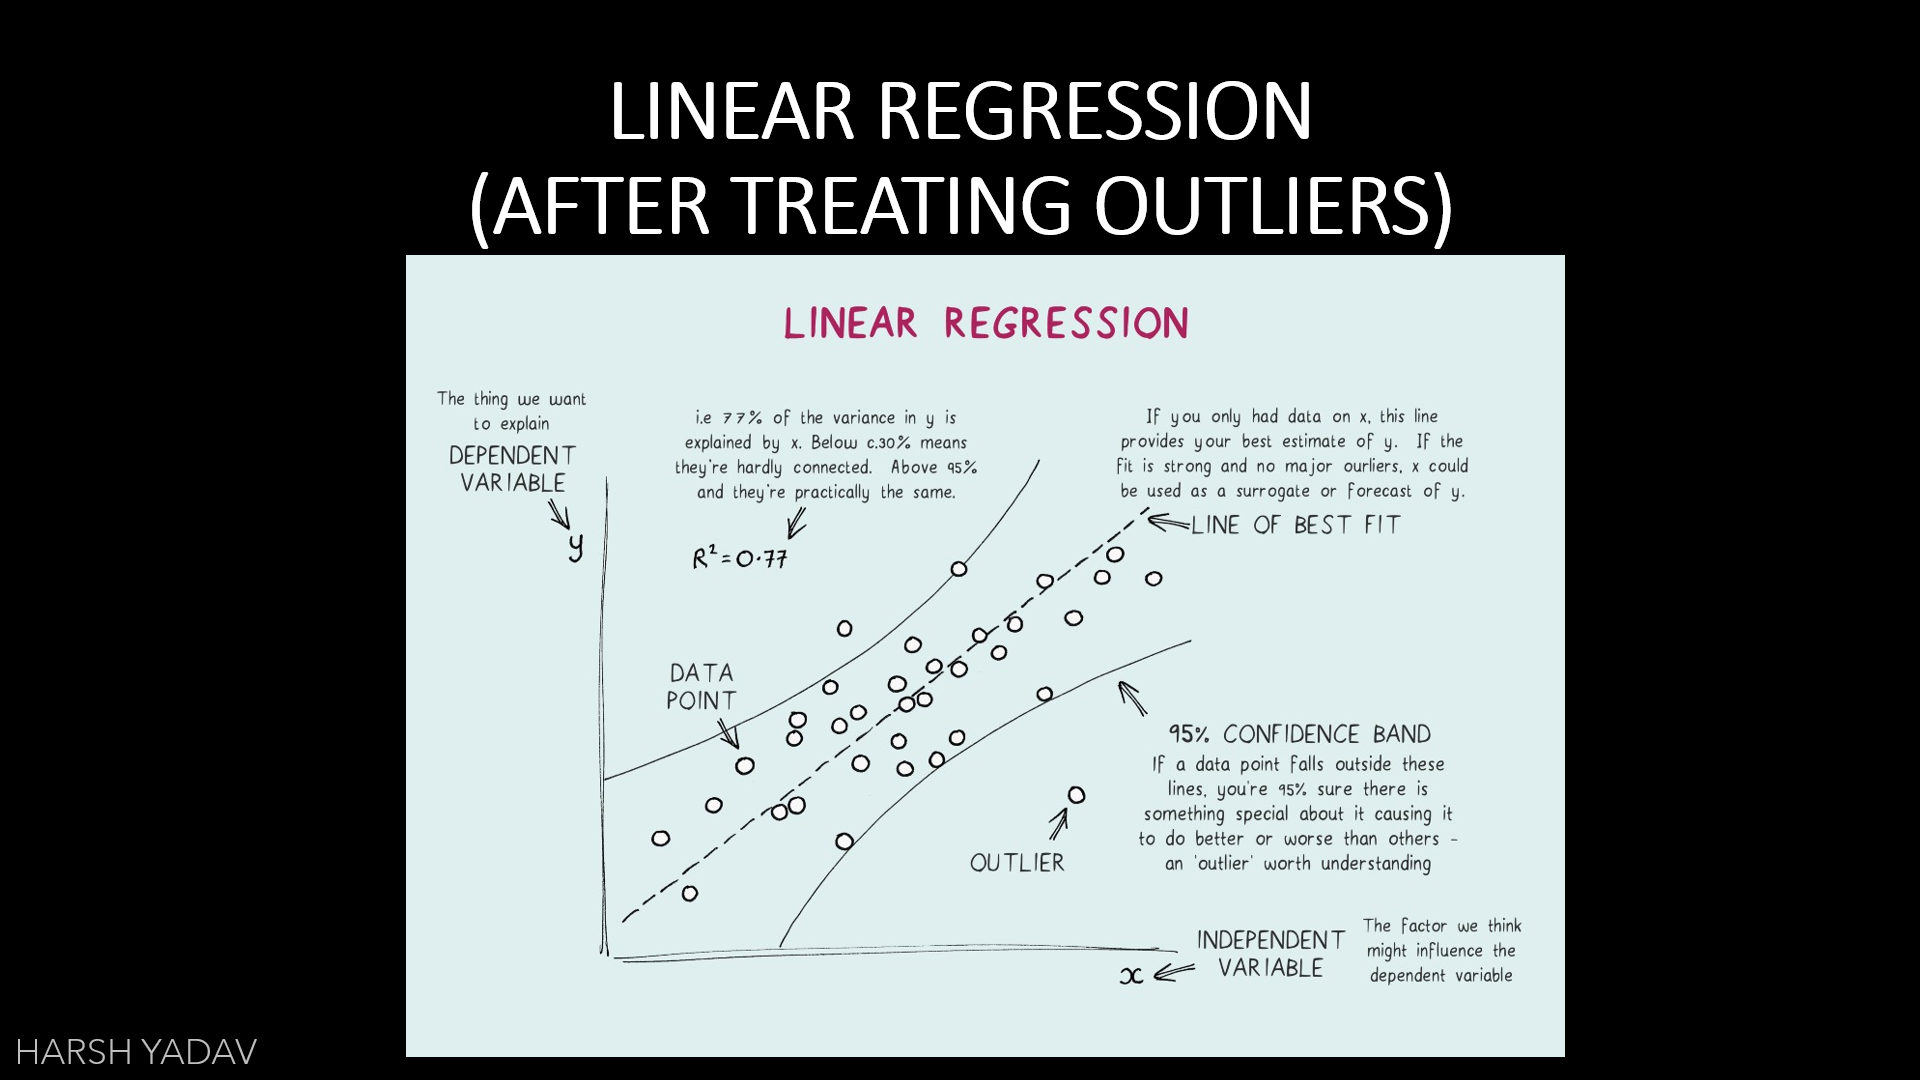 LINEAR REGRESSION
(AFTER TREATING OUTLIERS)
LINEAR REGRESSION
The thing we want
to explain
DEPENDENT
VARIABLE
y
i.e 77% of the variance in y is
explained by x. Below c.30% means
they're hardly connected. Above 95%
and they're practically the same.
R²=0.77
If you only had data on x, this line
provides your best estimate of y. If the
fit is strong and no major ourliers, x could
be used as a surrogate or forecast of y.
LINE OF BEST FIT
DATA
POINT
95% CONFIDENCE BAND
If a data point falls outside these
lines, you're 95% sure there is
something special about it causing it
to do better or worse than others -
an 'outlier' worth understanding
OUTLIER
INDEPENDENT
VARIABLE
x
The factor we think
might influence the
dependent variable
HARSH YADAV